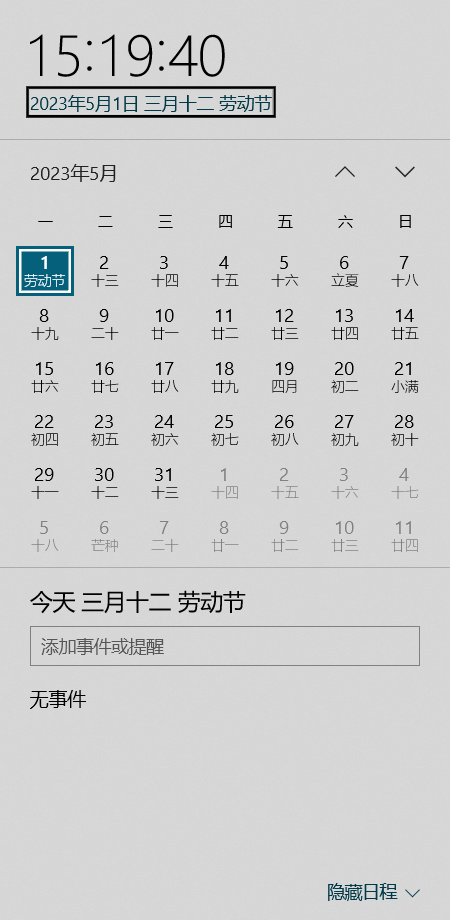 15:19:40
2023年5月1日 三月十二 劳动节
2023年5月
一 二 三 四 五 六 日
1 2 3 4 5 6 7
劳动节 十三 十四 十五 十六 立夏 十八
8 9 10 11 12 13 14
十九 二十 廿一 廿二 廿三 廿四 廿五
15 16 17 18 19 20 21
廿六 廿七 廿八 廿九 四月 初二 小满
22 23 24 25 26 27 28
初四 初五 初六 初七 初八 初九 初十
29 30 31 1 2 3 4
十一 十二 十三 十四 十五 十六 十七
5 6 7 8 9 10 11
十八 芒种 二十 廿一 廿二 廿三 廿四
今天 三月十二 劳动节
添加事件或提醒
无事件
隐藏日程